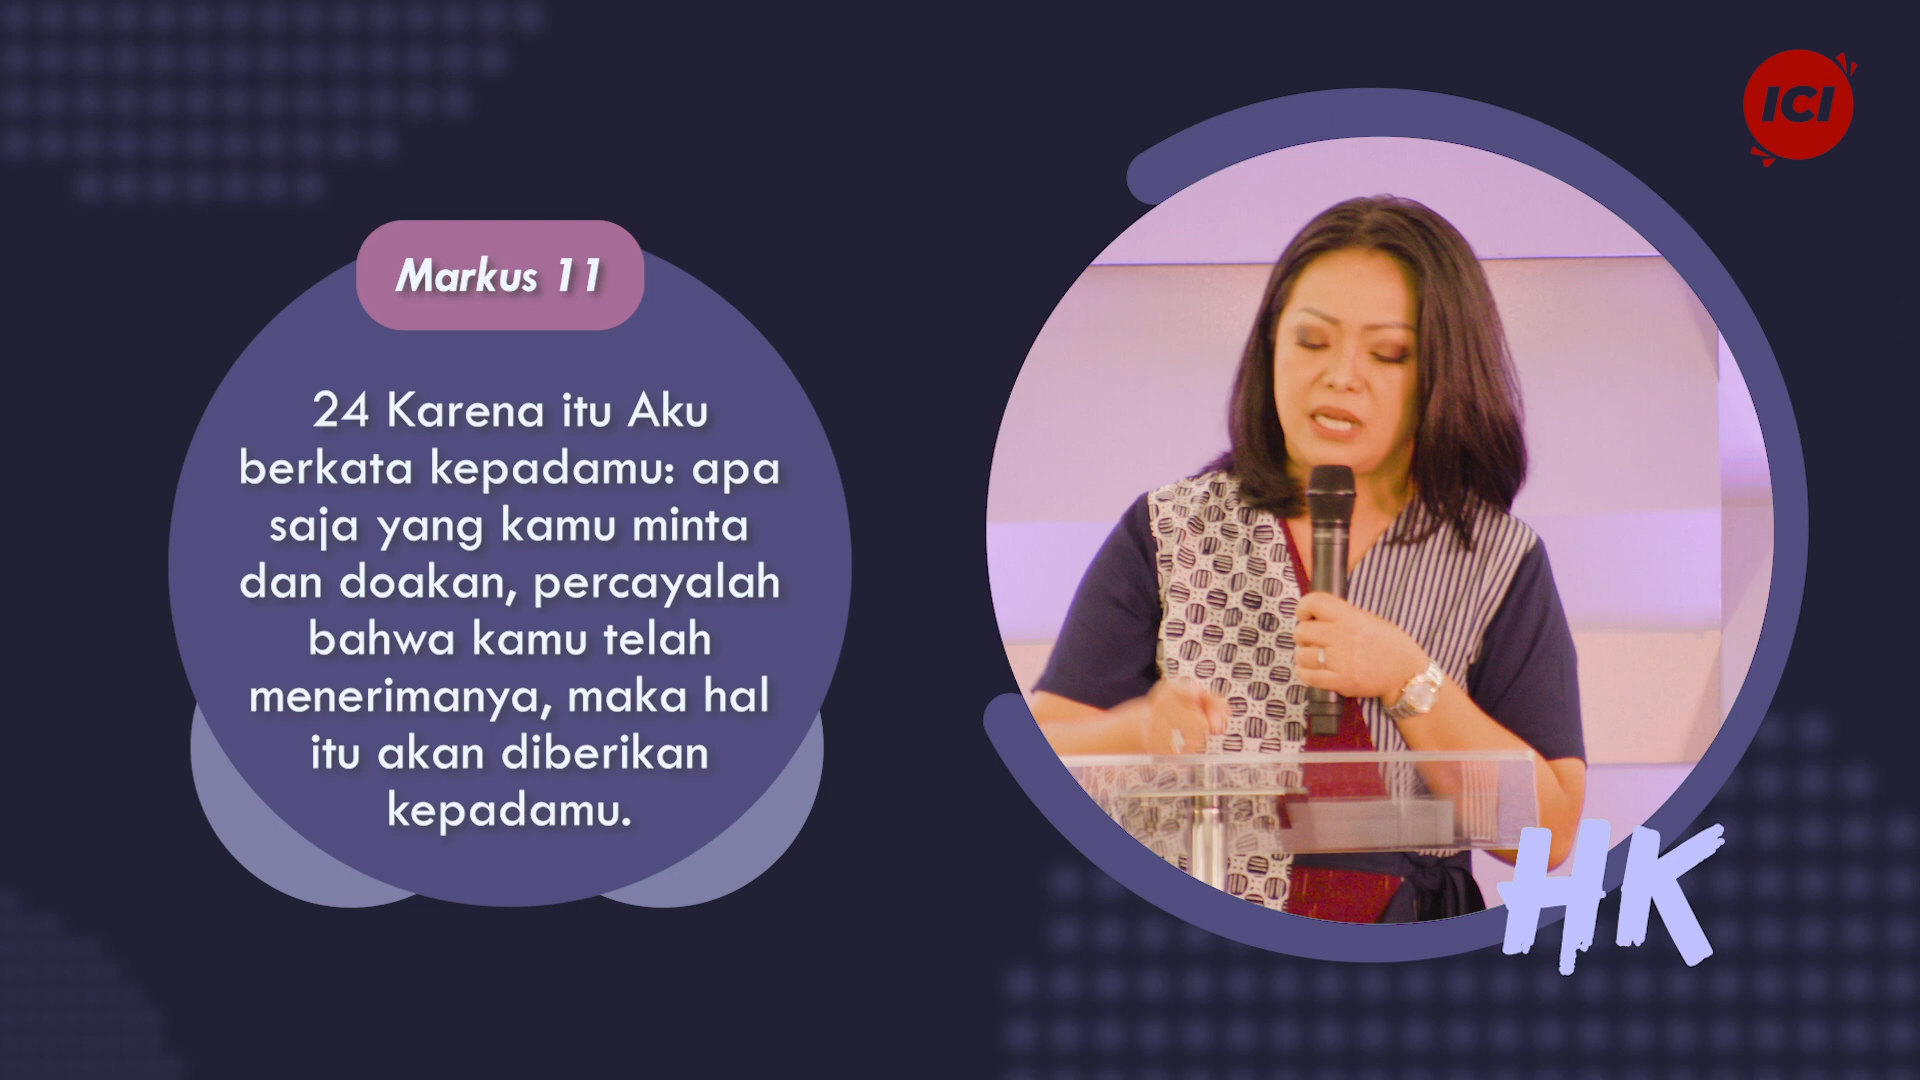 ICI
Markus 11
24 Karena itu Aku
berkata kepadamu: apa
saja yang kamu minta
dan doakan, percayalah
bahwa kamu telah
menerimanya, maka hal
itu akan diberikan
kepadamu.
HK